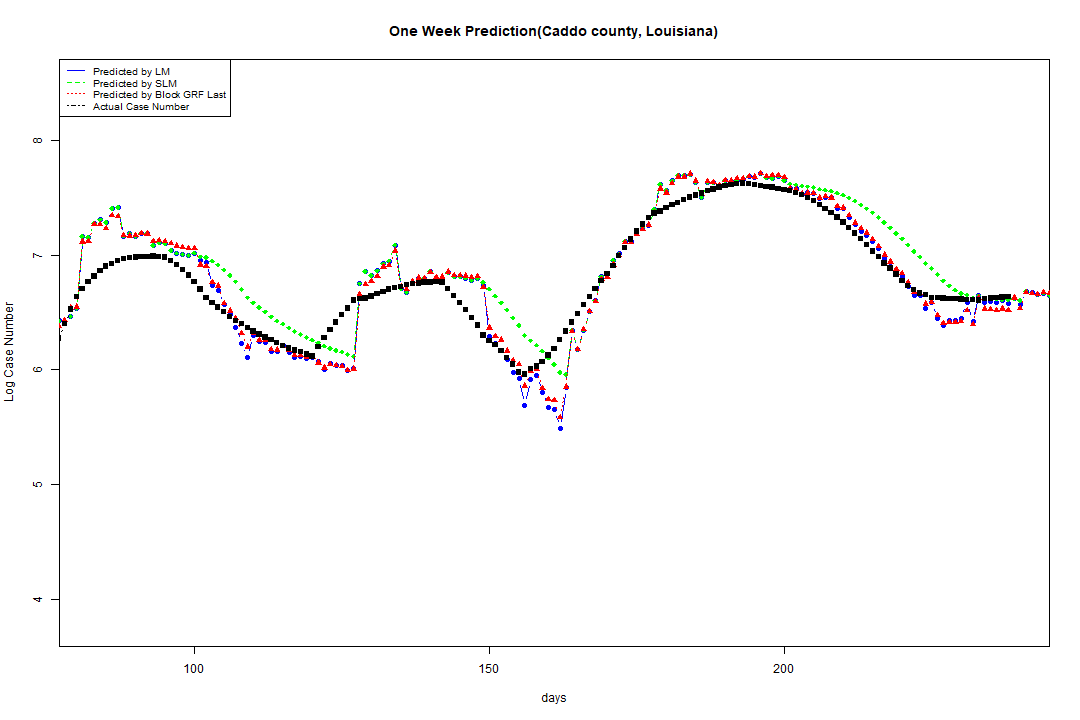 One Week Prediction(Caddo county, Louisiana)
Predicted by LM
Predicted by SLM
Predicted by Block GRF Last
Actual Case Number
8
7
6
5
4
Log Case Number
100 150 200
days